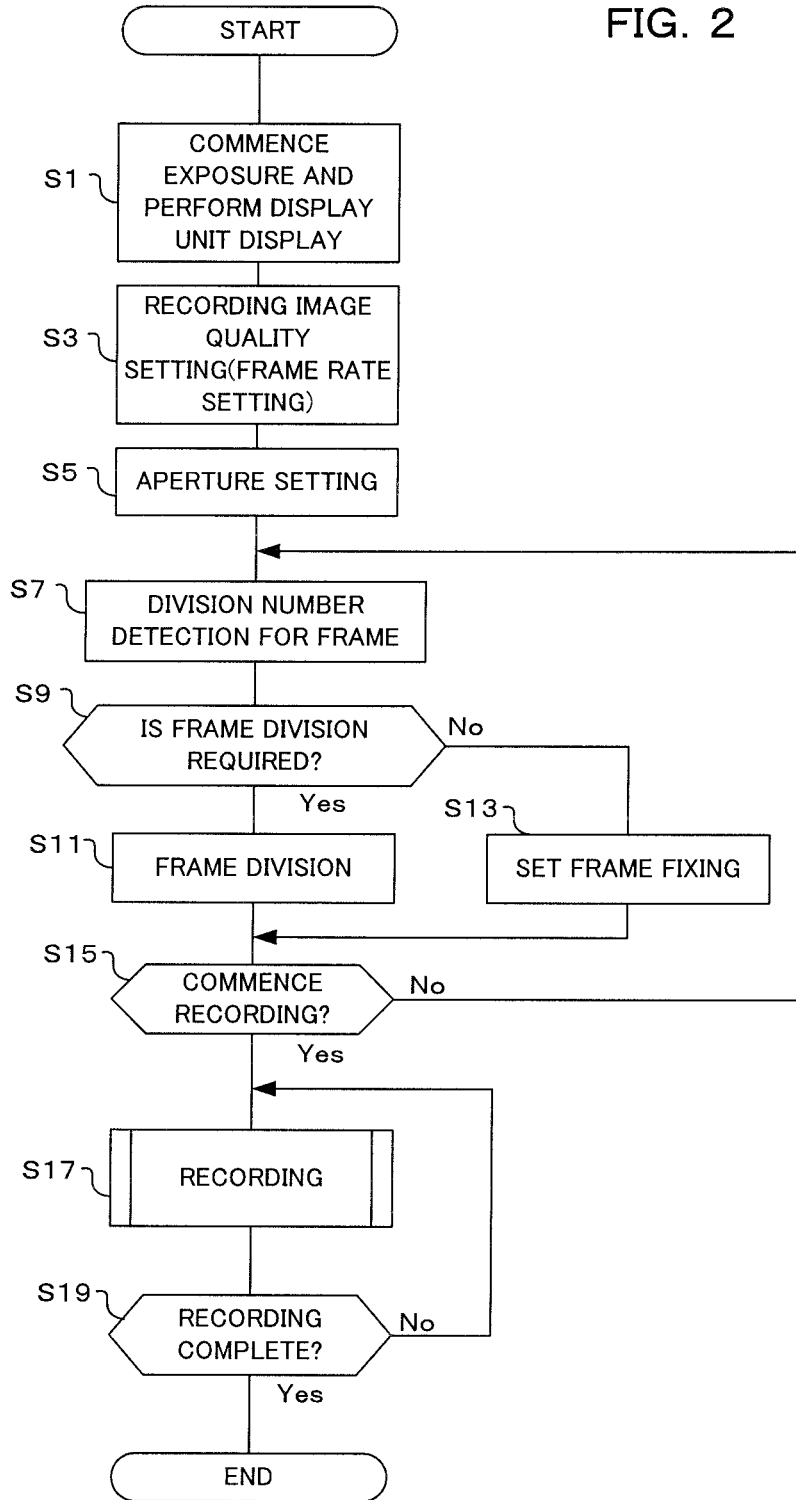 FIG. 2
START
S1
COMMENCE
EXPOSURE AND
PERFORM DISPLAY
UNIT DISPLAY
S3
RECORDING IMAGE
QUALITY
SETTING(FRAME RATE
SETTING)
S5
APERTURE SETTING
S7
DIVISION NUMBER
DETECTION FOR FRAME
S9
IS FRAME DIVISION
REQUIRED?
No
Yes
S11
FRAME DIVISION
S13
SET FRAME FIXING
S15
COMMENCE
RECORDING?
No
Yes
S17
RECORDING
S19
RECORDING
COMPLETE?
No
Yes
END